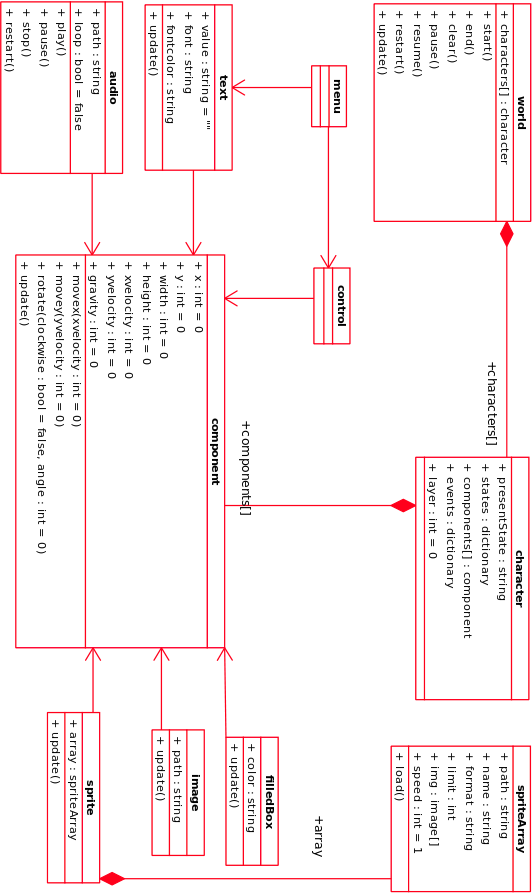 world
+ characters[] : character
+ start()
+ end()
+ clear()
+ pause()
+ resume()
+ restart()
+ update()
+characters[]
character
+ presentState : string
+ states : dictionary
+ components[] : component
+ events : dictionary
+ layer : int = 0
spriteArray
+ path : string
+ name : string
+ format : string
+ limit : int
+ img : image[]
+ speed : int = 1
+ load()
menu
control
+components[]
+array
text
+ value : string = ""
+ font : string
+ fontcolor : string
+ update()
component
+ x : int = 0
+ y : int = 0
+ width : int = 0
+ height : int = 0
+ xvelocity : int = 0
+ yvelocity : int = 0
+ gravity : int = 0
+ movex(xvelocity : int = 0)
+ movey(yvelocity : int = 0)
+ rotate(clockwise : bool = false, angle : int = 0)
+ update()
filledBox
+ color : string
+ update()
image
+ path : string
+ update()
audio
+ path : string
+ loop : bool = false
+ play()
+ pause()
+ stop()
+ restart()
sprite
+ array : spriteArray
+ update()